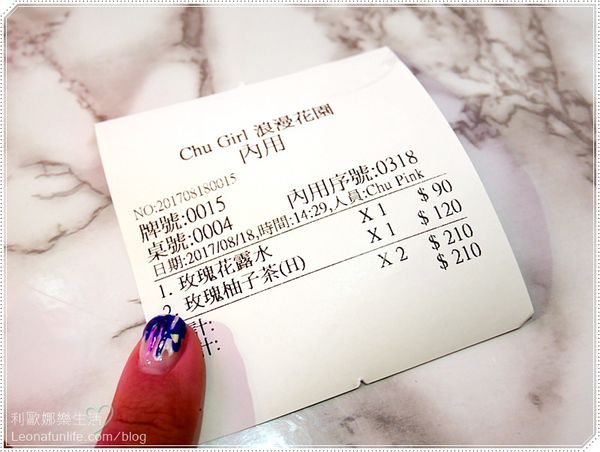 Chu Girl 浪漫花園
內用
NO:201708180015
牌號:0015 內用序號:0318
桌號:0004
日期:2017/08/18,時間:14:29,人員:Chu Pink
1. 玫瑰花露水 X 1 $ 90
2. 玫瑰柚子茶(H) X 1 $ 120
計: X 2 $ 210
計: $ 210
利歐娜樂生活
Leonafunlife.com/blog